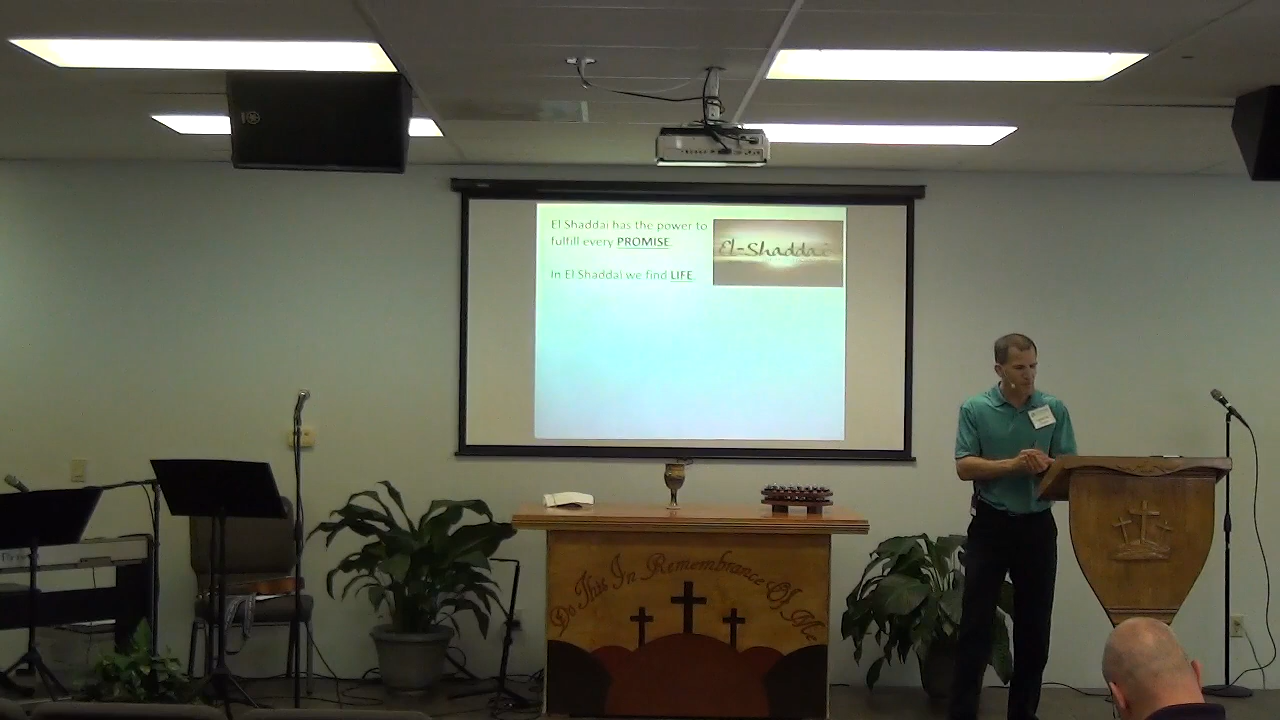 El Shaddai has the power to
fulfill every PROMISE.
In El Shaddai we find LIFE.
El-Shaddai
Do This In Remembrance Of Me